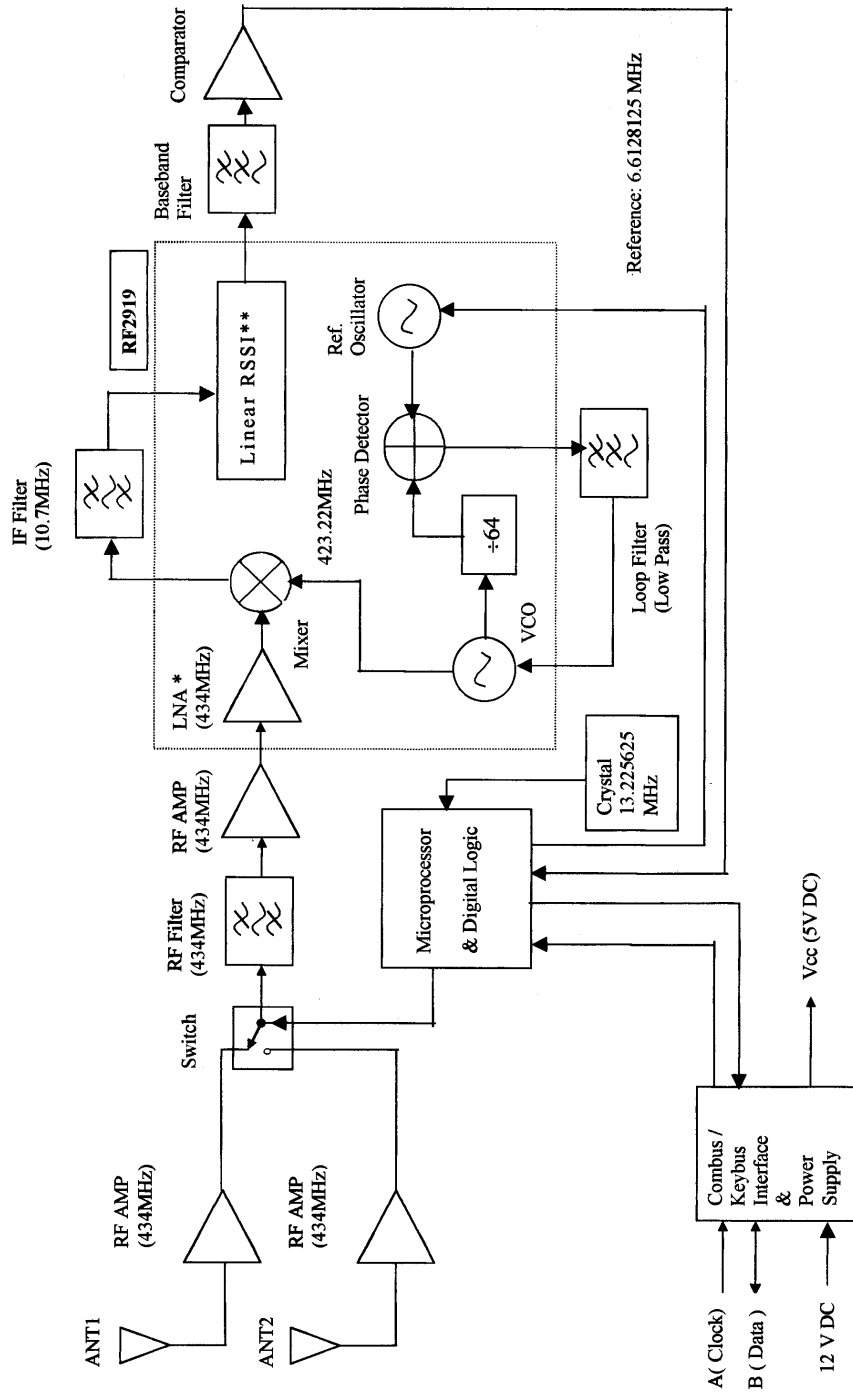 ANT1
ANT2
RF AMP
(434MHz)
RF AMP
(434MHz)
Switch
RF Filter
(434MHz)
RF AMP
(434MHz)
LNA *
(434MHz)
Mixer
IF Filter
(10.7MHz)
RF2919
Linear RSSI**
Baseband
Filter
Comparator
423.22MHz
VCO
÷64
Phase Detector
Ref.
Oscillator
Loop Filter
(Low Pass)
Reference: 6.6128125 MHz
Microprocessor
& Digital Logic
Crystal
13.225625
MHz
Combus /
Keybus
Interface
&
Power
Supply
A( Clock)
B ( Data )
12 V DC
Vcc (5V DC)